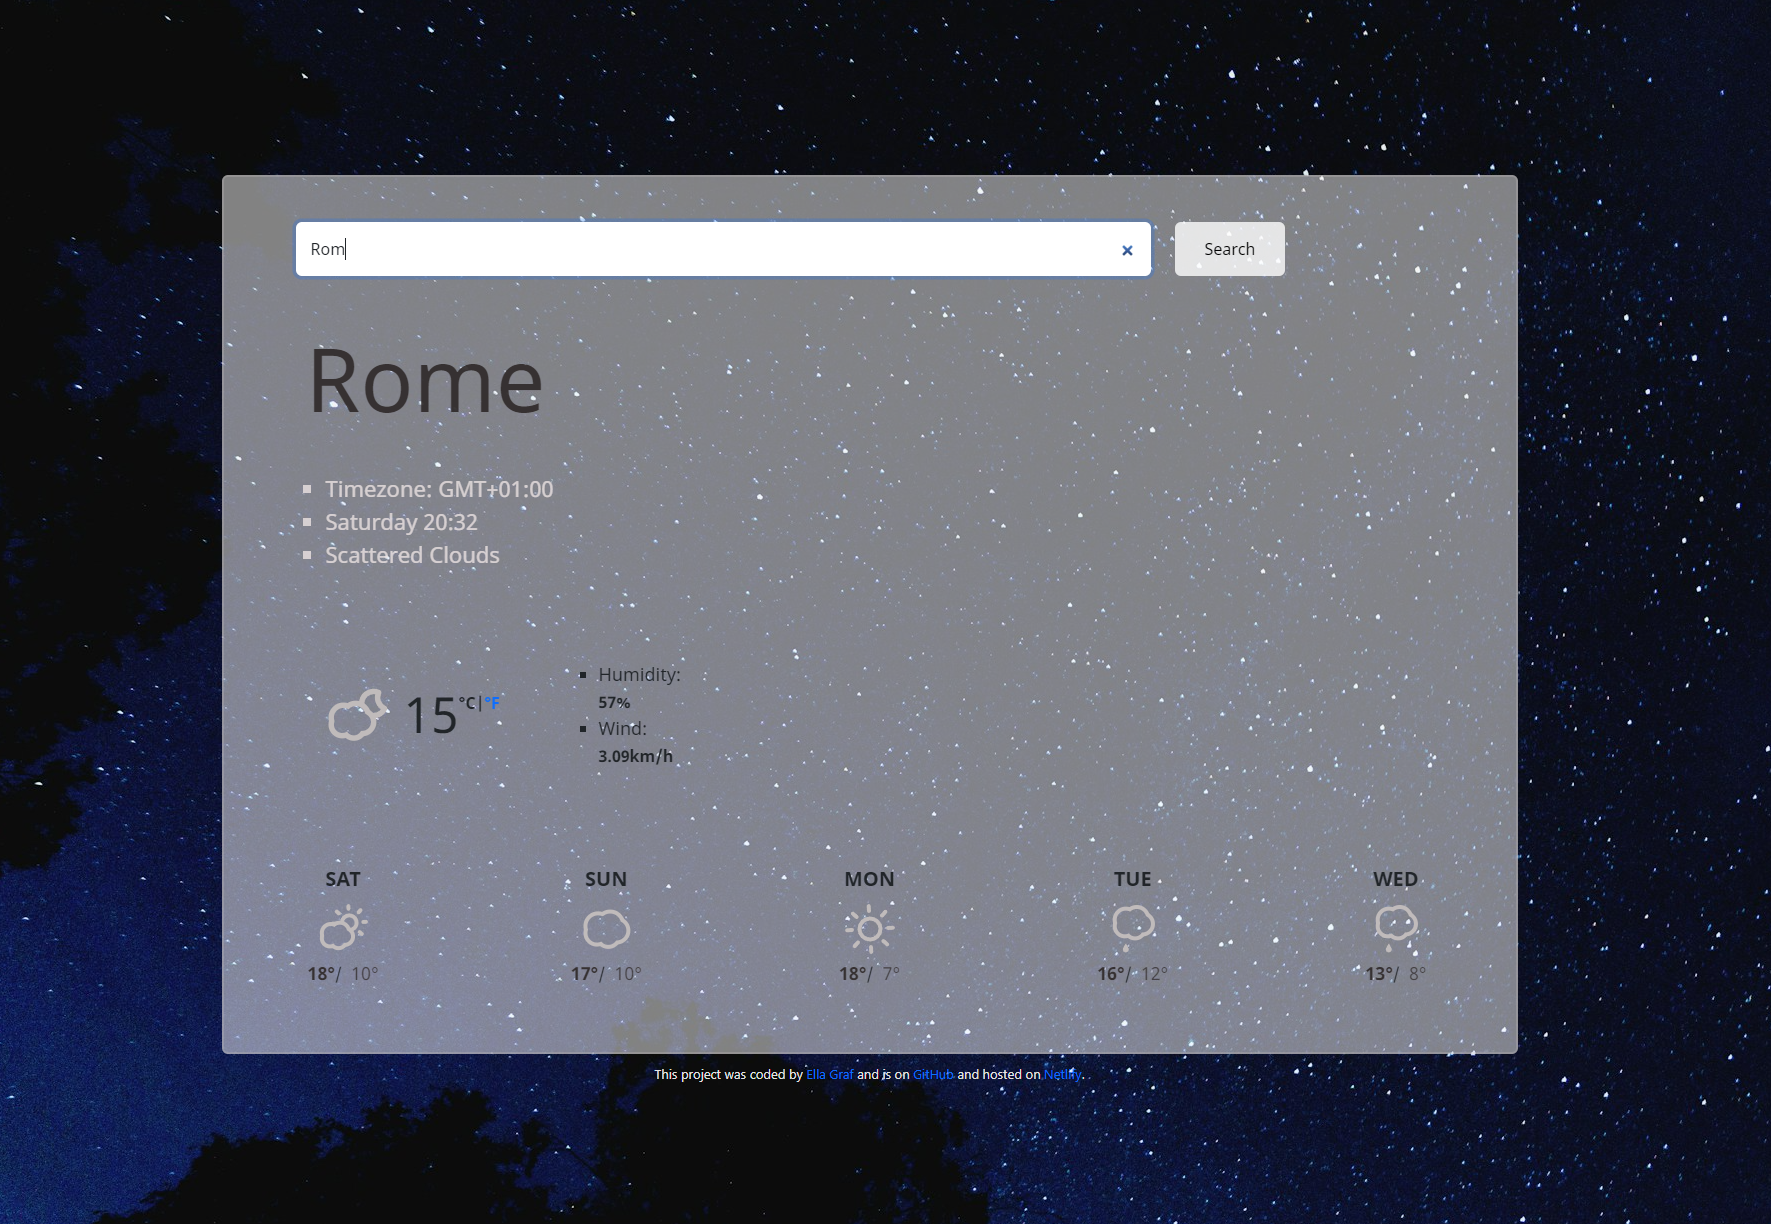 Rom
Search
Rome
Timezone: GMT+01:00
Saturday 20:32
Scattered Clouds
15°C|°F
Humidity:
57%
Wind:
3.09km/h
SAT SUN MON TUE WED
18°/ 10° 17°/ 10° 18°/ 7° 16°/ 12° 13°/ 8°
This project was coded by Ella Graf and is on GitHub and hosted on Netlify.